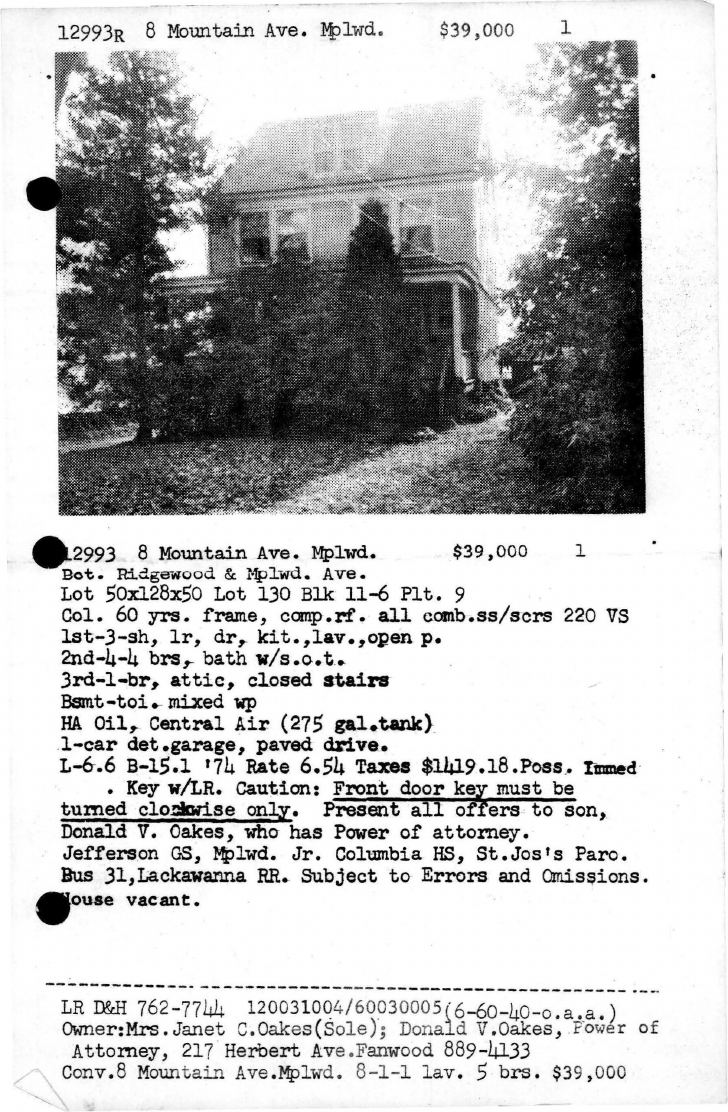 12993R 8 Mountain Ave. Mplwd. $39,000 1
12993 8 Mountain Ave. Mplwd. $39,000 1
Bet. Ridgewood & Mplwd. Ave.
Lot 50x128x50 Lot 130 Blk 11-6 Plt. 9
Col. 60 yrs. frame, comp.rf. all comb.ss/scrs 220 VS
1st-3-sh, lr, dr, kit.,lav.,open p.
2nd-4-4 brs, bath w/s.o.t.
3rd-1-br, attic, closed stairs
Bsmt-toi. mixed wp
HA Oil, Central Air (275 gal.tank)
1-car det.garage, paved drive.
L-6.6 B-15.1 '74 Rate 6.54 Taxes $1419.18.Poss. Immed
. Key w/LR. Caution: Front door key must be
turned clockwise only. Present all offers to son,
Donald V. Oakes, who has Power of attorney.
Jefferson GS, Mplwd. Jr. Columbia HS, St.Jos's Paro.
Bus 31,Lackawanna RR. Subject to Errors and Omissions.
House vacant.
LR D&H 762-7744 120031004/60030005(6-60-40-o.a.a.)
Owner:Mrs.Janet C.Oakes(Sole); Donald V.Oakes, Power of
Attorney, 217 Herbert Ave.Fanwood 889-4133
Conv.8 Mountain Ave.Mplwd. 8-1-1 lav. 5 brs. $39,000